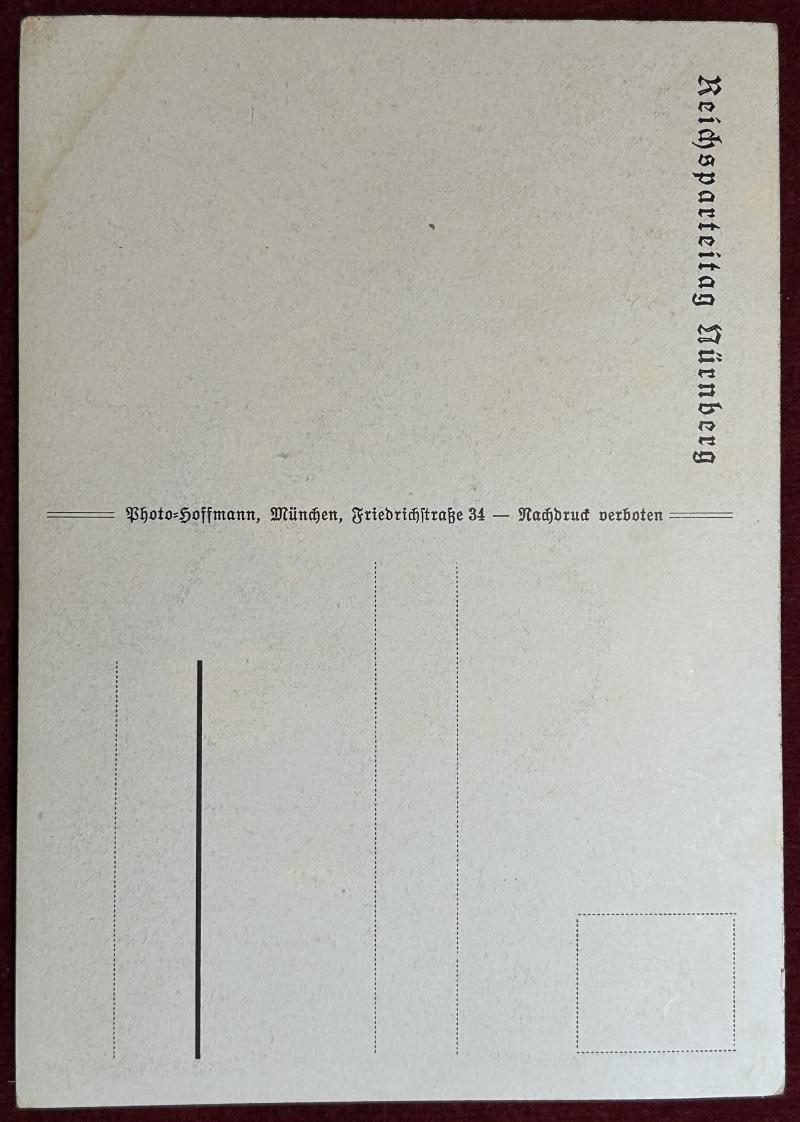 Reichsparteitag Nürnberg
Photo-Hoffmann, München, Friedrichstraße 34 — Nachdruck verboten